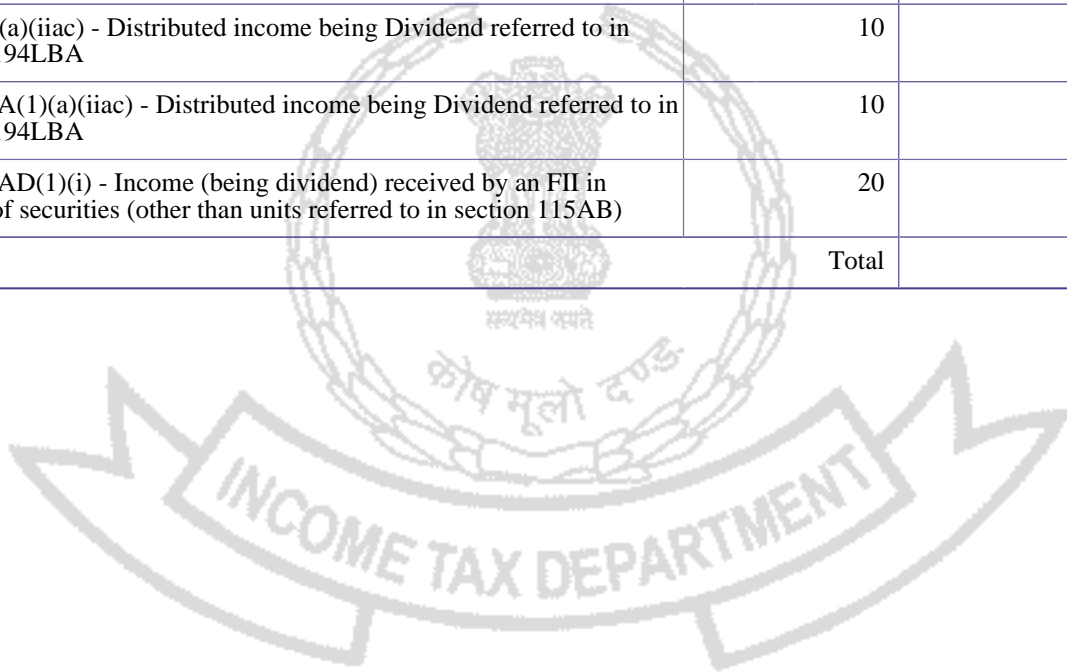 (a)(iiac) - Distributed income being Dividend referred to in 10
94LBA
A(1)(a)(iiac) - Distributed income being Dividend referred to in 10
94LBA
AD(1)(i) - Income (being dividend) received by an FII in 20
of securities (other than units referred to in section 115AB)
Total
सत्यमेव जयते
कोष मूलो दण्ड
INCOME TAX DEPARTMENT